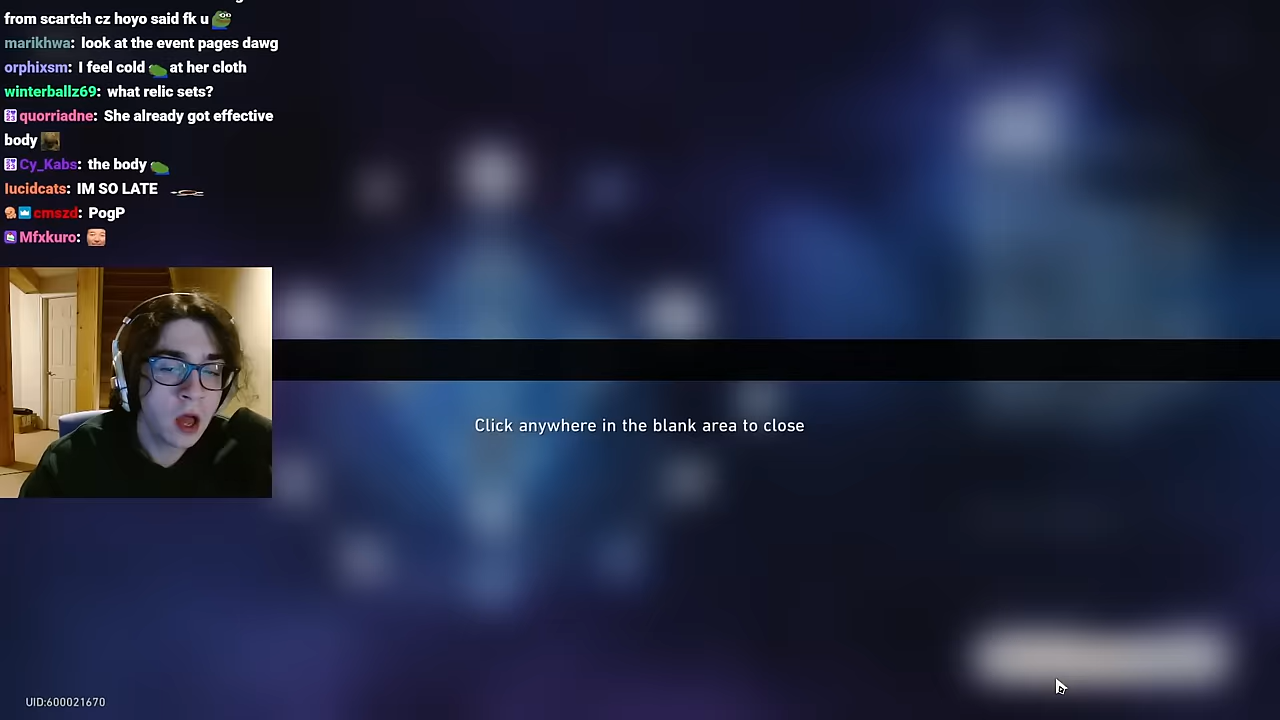 from scartch cz hoyo said fk u
marikhwa: look at the event pages dawg
orphixsm: I feel cold at her cloth
winterballz69: what relic sets?
quorriadne: She already got effective
body
Cy_Kabs: the body
lucidcats: IM SO LATE
cmszd: PogP
Mfxkuro:
Click anywhere in the blank area to close
UID:600021670